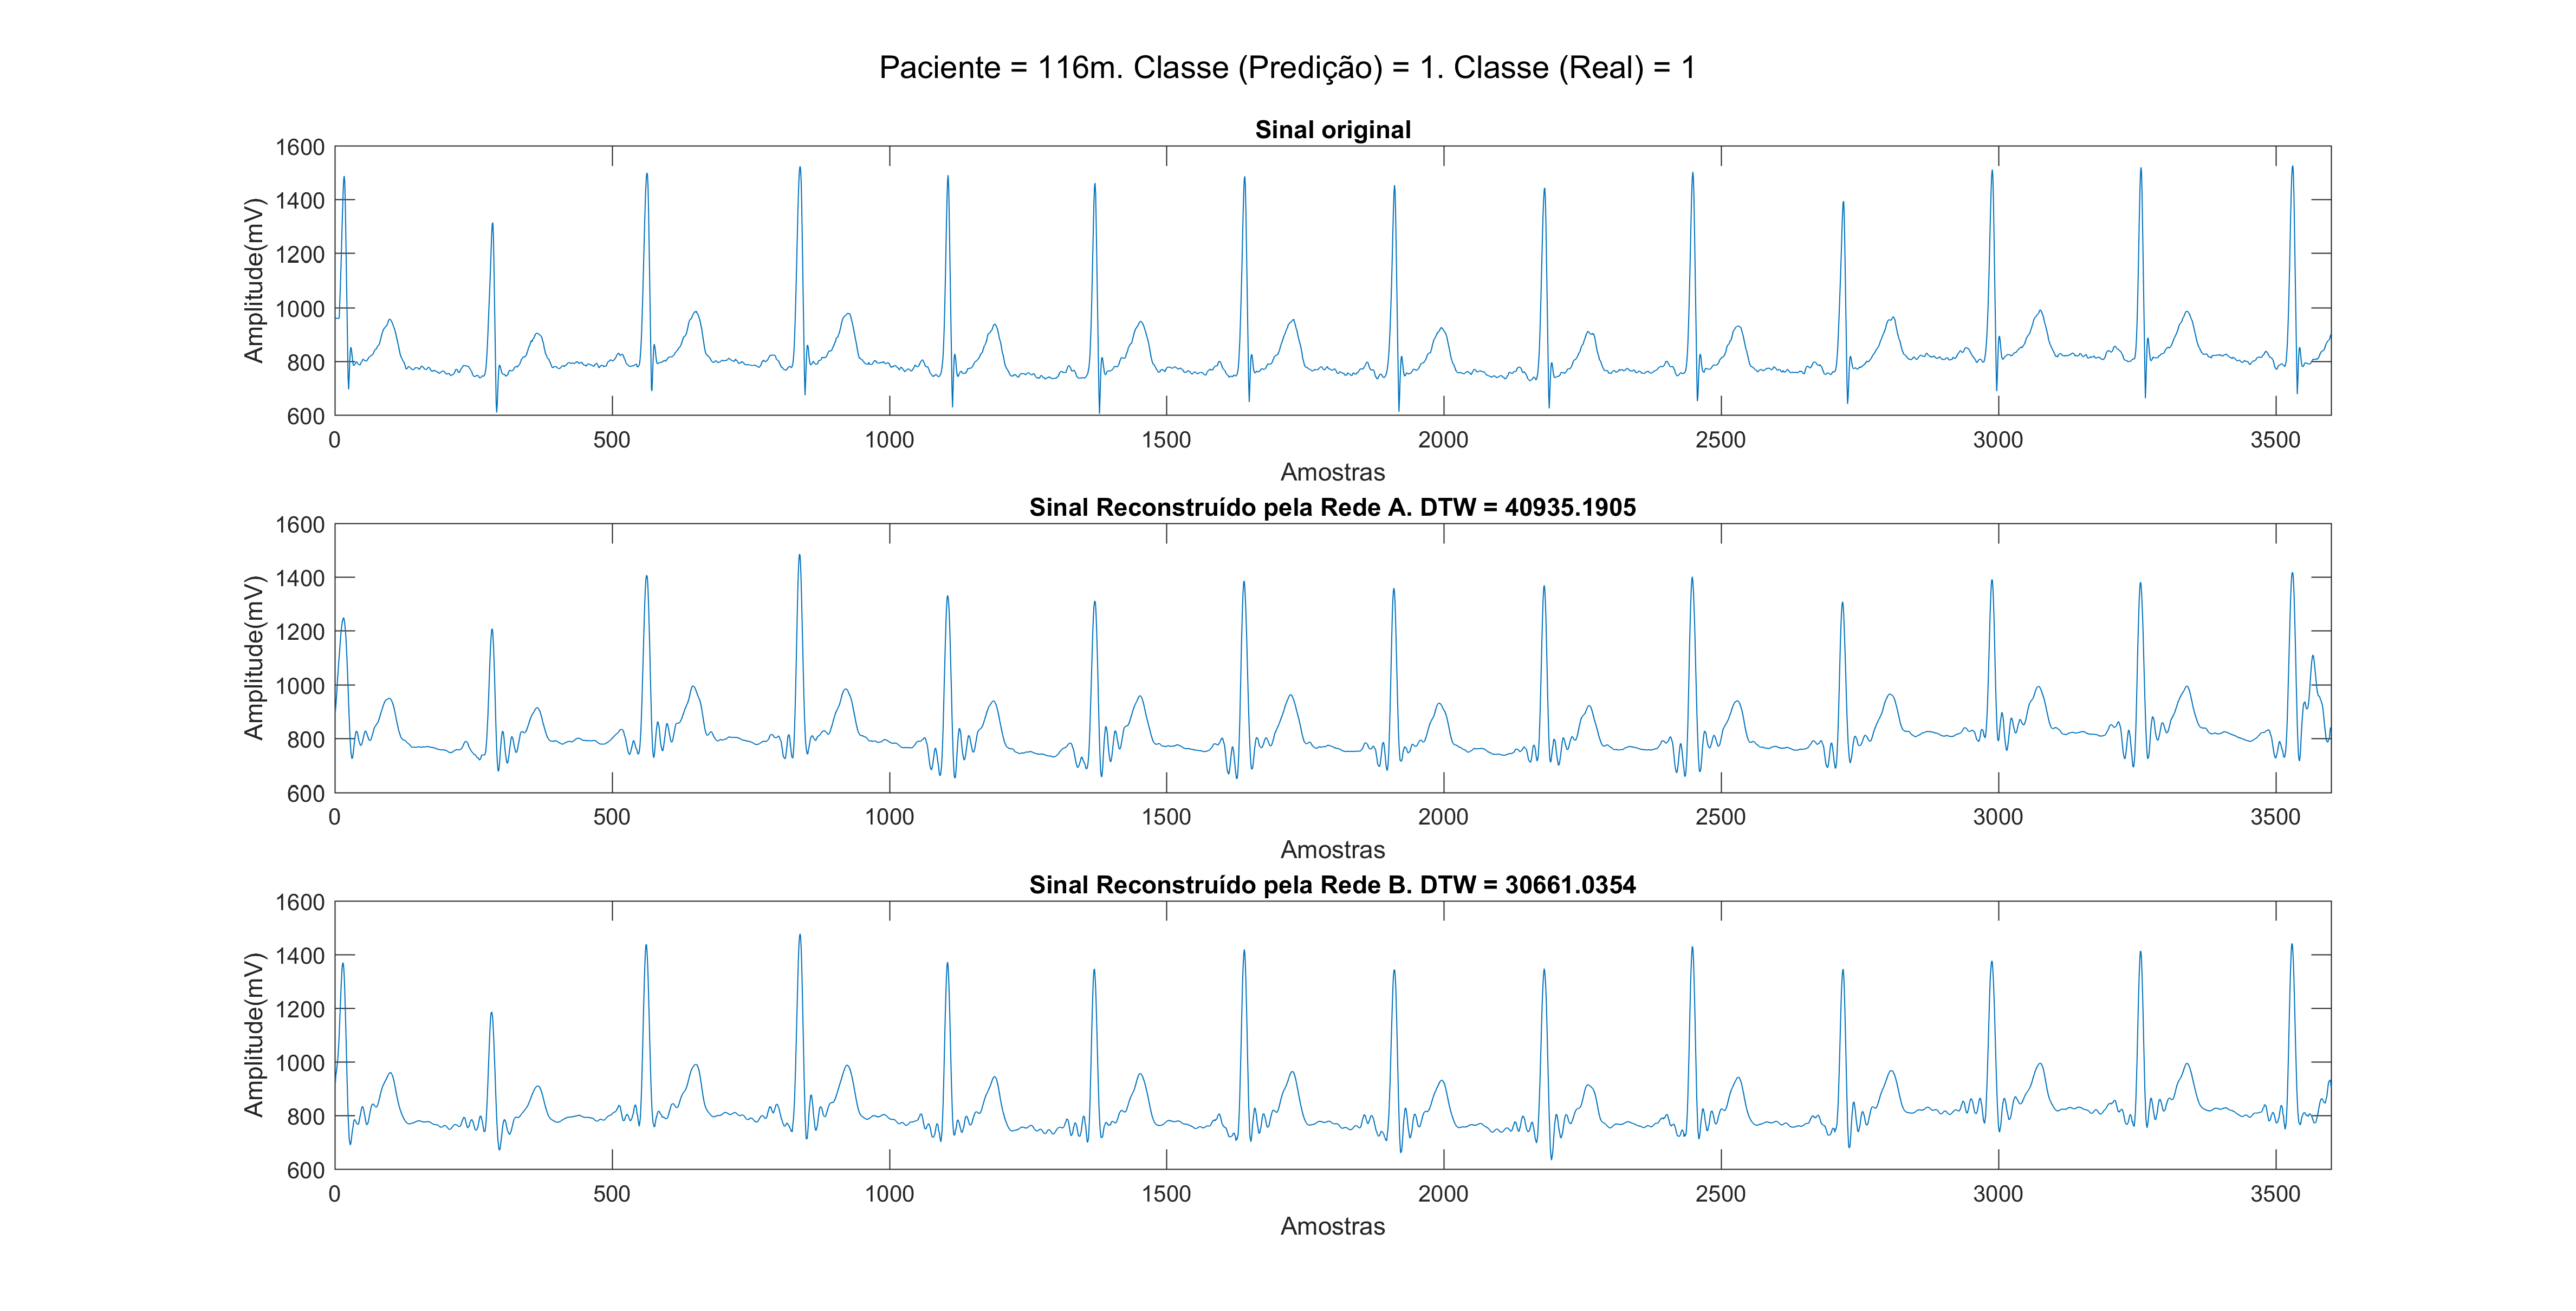 Paciente = 116m. Classe (Predição) = 1. Classe (Real) = 1
Sinal original
1600
1400
1200
1000
800
600
Amplitude(mV)
0 500 1000 1500 2000 2500 3000 3500
Amostras
Sinal Reconstruído pela Rede A. DTW = 40935.1905
1600
1400
1200
1000
800
600
Amplitude(mV)
0 500 1000 1500 2000 2500 3000 3500
Amostras
Sinal Reconstruído pela Rede B. DTW = 30661.0354
1600
1400
1200
1000
800
600
Amplitude(mV)
0 500 1000 1500 2000 2500 3000 3500
Amostras